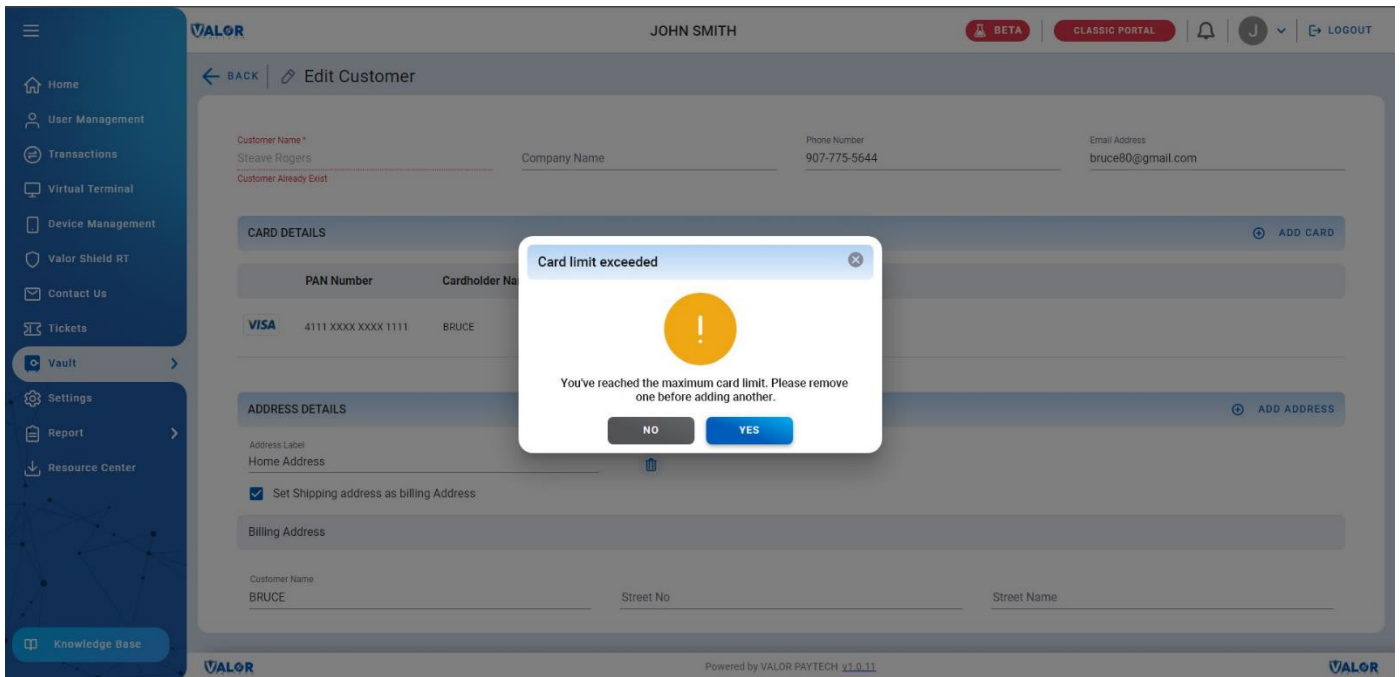 VALOR
JOHN SMITH
BETA
CLASSIC PORTAL
J
LOGOUT
Home
User Management
Transactions
Virtual Terminal
Device Management
Valor Shield RT
Contact Us
Tickets
Vault
Settings
Report
Resource Center
Knowledge Base
BACK
Edit Customer
Customer Name *
Steave Rogers
Customer Already Exist
Company Name
Phone Number
907-775-5644
Email Address
bruce80@gmail.com
CARD DETAILS
ADD CARD
PAN Number
Cardholder Na
VISA
4111 XXXX XXXX 1111
BRUCE
Card limit exceeded
You've reached the maximum card limit. Please remove
one before adding another.
NO
YES
ADDRESS DETAILS
ADD ADDRESS
Address Label
Home Address
Set Shipping address as billing Address
Billing Address
Customer Name
BRUCE
Street No
Street Name
VALOR
Powered by VALOR PAYTECH v1.0.11
VALOR